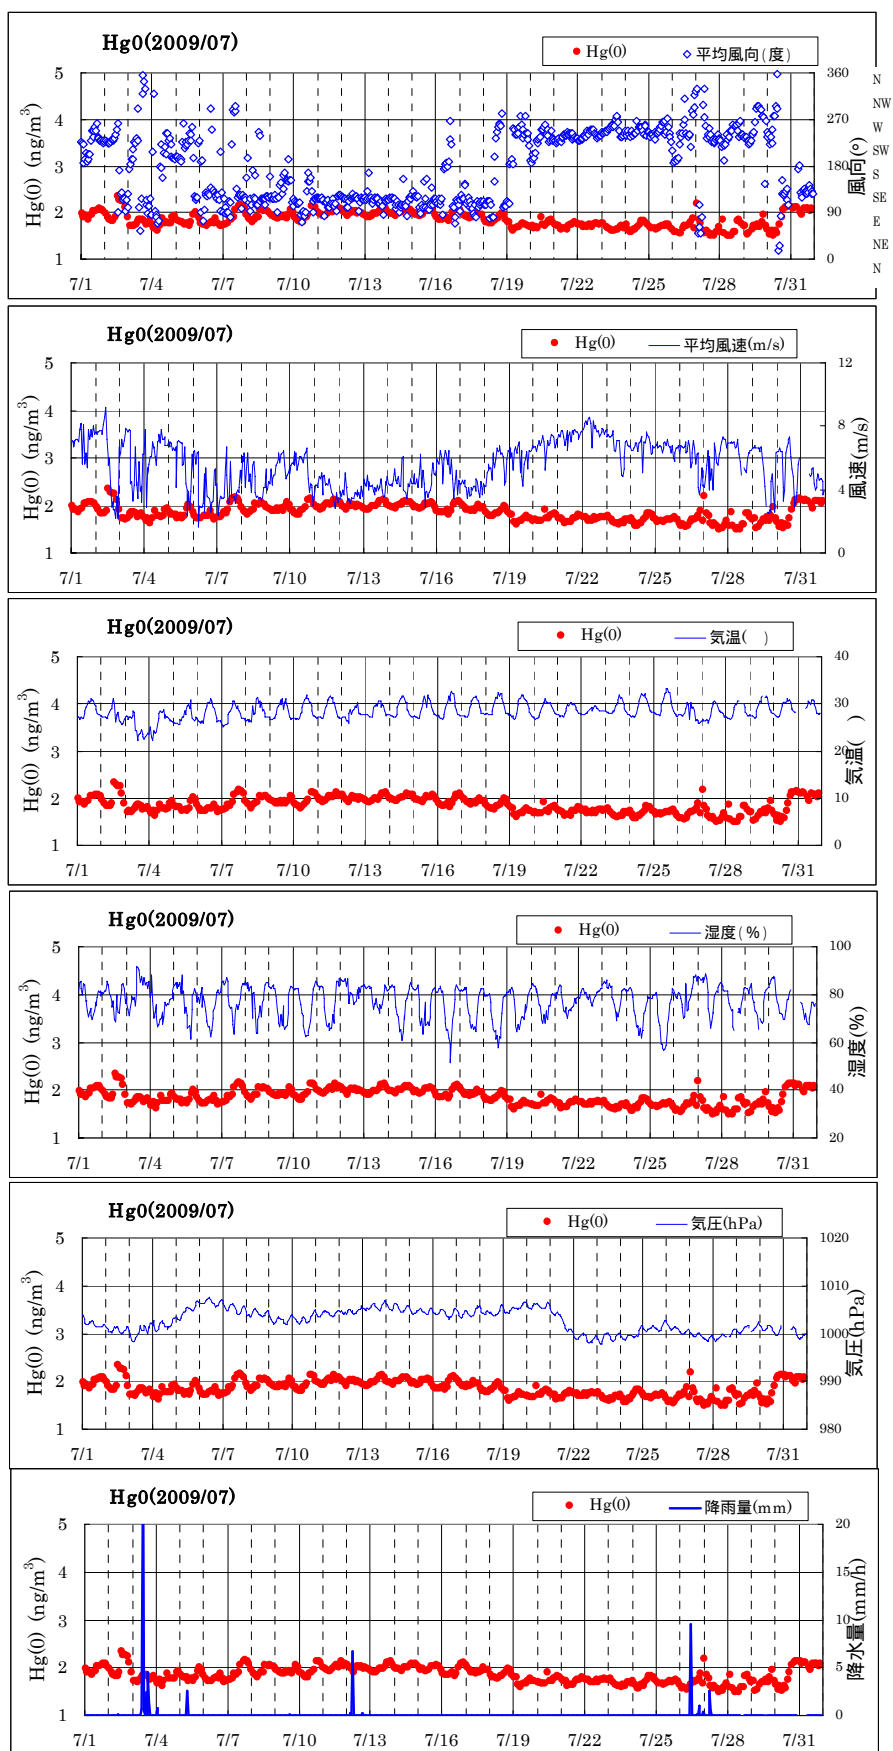 Hg0(2009/07)
Hg(0) 平均風向(度)
5 360 N
NW
4 270 W
SW
3 180 S
SE
2 90 E
NE
1 0 N
Hg(0) (ng/m³)
風向(°)
7/1 7/4 7/7 7/10 7/13 7/16 7/19 7/22 7/25 7/28 7/31
Hg0(2009/07)
Hg(0) 平均風速(m/s)
5 12
4 8
3
2 4
1 0
Hg(0) (ng/m³)
風速(m/s)
7/1 7/4 7/7 7/10 7/13 7/16 7/19 7/22 7/25 7/28 7/31
Hg0(2009/07)
Hg(0) 気温( )
5 40
4 30
3 20
2 10
1 0
Hg(0) (ng/m³)
気温( )
7/1 7/4 7/7 7/10 7/13 7/16 7/19 7/22 7/25 7/28 7/31
Hg0(2009/07)
Hg(0) 湿度(%)
5 100
4 80
3 60
2 40
1 20
Hg(0) (ng/m³)
湿度(%)
7/1 7/4 7/7 7/10 7/13 7/16 7/19 7/22 7/25 7/28 7/31
Hg0(2009/07)
Hg(0) 気圧(hPa)
5 1020
4 1010
3 1000
2 990
1 980
Hg(0) (ng/m³)
気圧(hPa)
7/1 7/4 7/7 7/10 7/13 7/16 7/19 7/22 7/25 7/28 7/31
Hg0(2009/07)
Hg(0) 降雨量(mm)
5 20
4 15
3 10
2 5
1 0
Hg(0) (ng/m³)
降水量(mm/h)
7/1 7/4 7/7 7/10 7/13 7/16 7/19 7/22 7/25 7/28 7/31